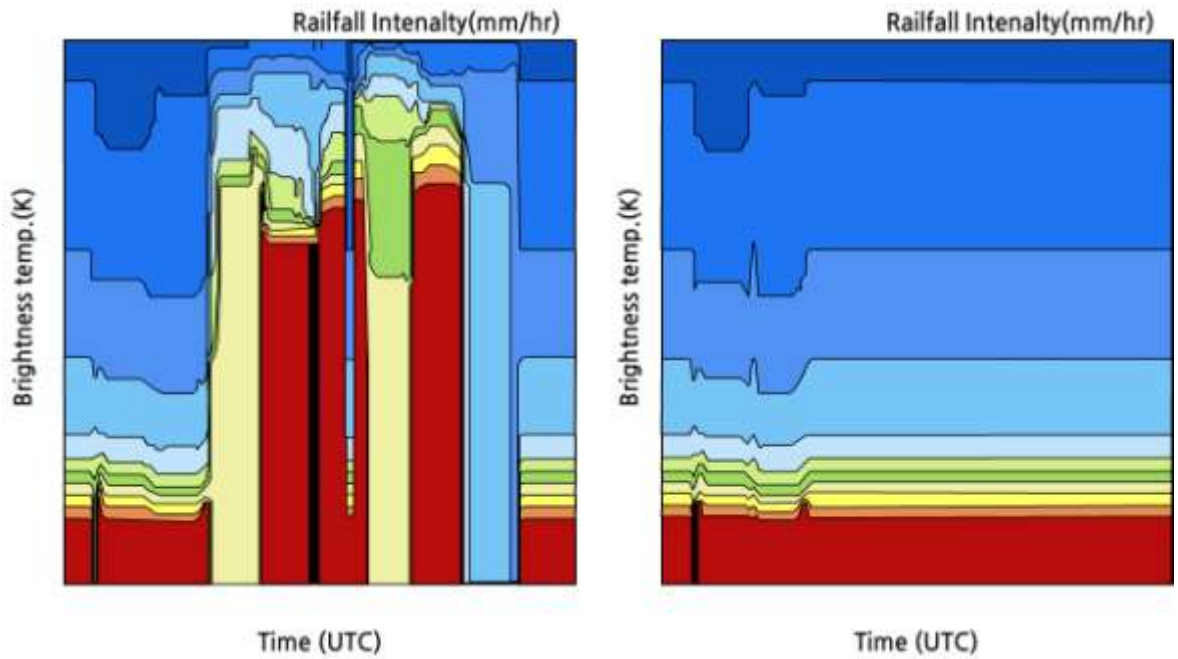 Railfall Intenalty(mm/hr)
Brightness temp.(K)
Time (UTC)
Railfall Intenalty(mm/hr)
Brightness temp.(K)
Time (UTC)